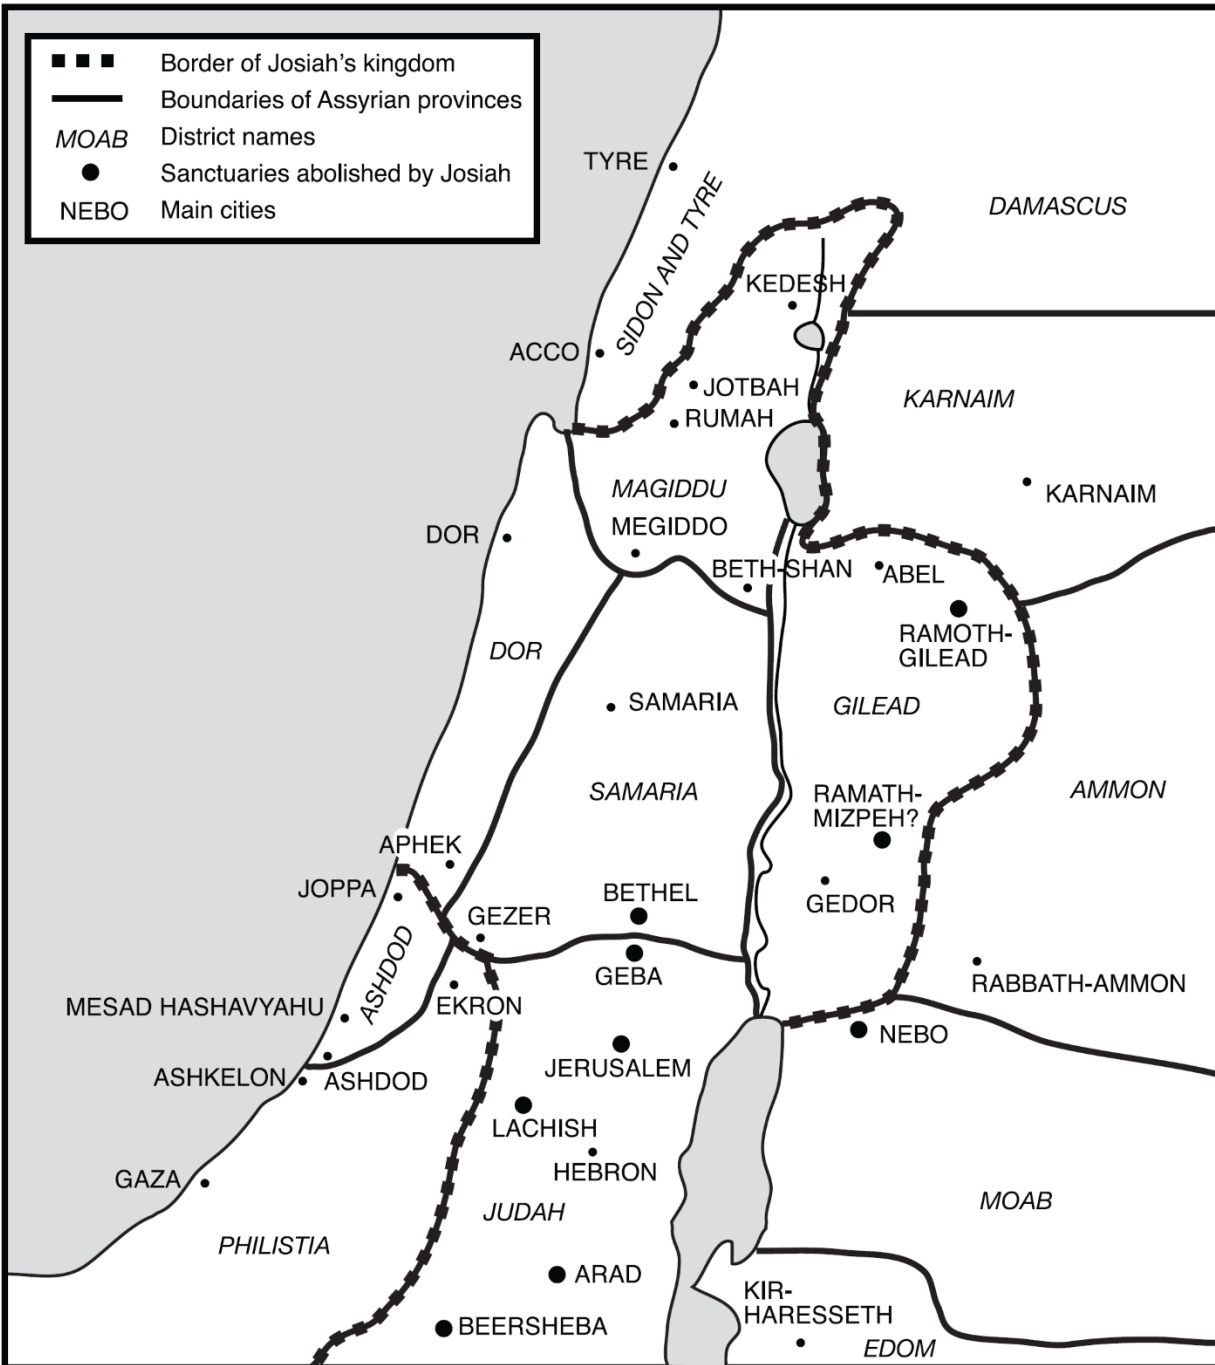 Border of Josiah's kingdom
Boundaries of Assyrian provinces
MOAB District names
Sanctuaries abolished by Josiah
NEBO Main cities
TYRE
SIDON AND TYRE
DAMASCUS
KEDESH
ACCO
JOTBAH
RUMAH
KARNAIM
MAGIDDU
KARNAIM
MEGIDDO
DOR
BETH-SHAN
ABEL
RAMOTH-
GILEAD
DOR
SAMARIA
GILEAD
SAMARIA
RAMATH-
MIZPEH?
AMMON
APHEK
JOPPA
BETHEL
GEDOR
GEZER
ASHDOD
GEBA
RABBATH-AMMON
MESAD HASHAVYAHU
EKRON
NEBO
JERUSALEM
ASHKELON
ASHDOD
LACHISH
HEBRON
GAZA
JUDAH
MOAB
PHILISTIA
ARAD
KIR-
HARESSETH
BEERSHEBA
EDOM